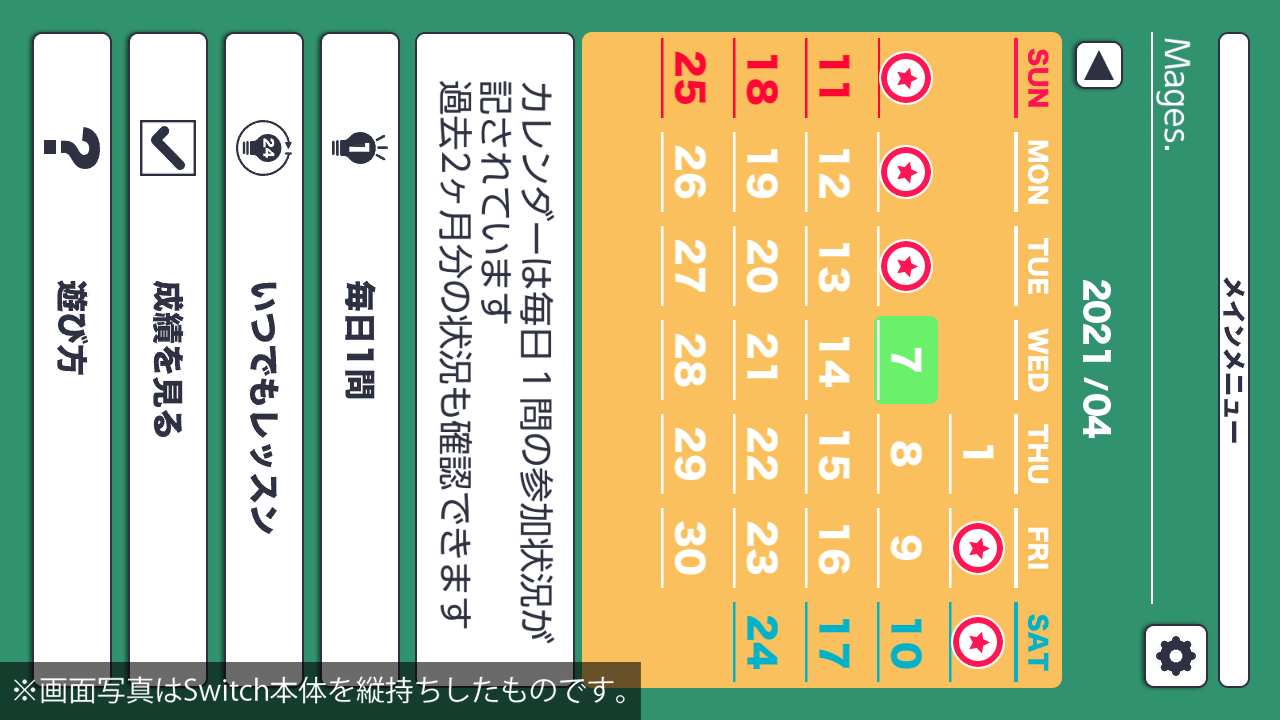 メインメニュー
Mages.
2021 /04
SUN MON TUE WED THU FRI SAT
1
7 8 9 10
11 12 13 14 15 16 17
18 19 20 21 22 23 24
25 26 27 28 29 30
カレンダーは毎日１問の参加状況が
記されています
過去2ヶ月分の状況も確認できます
1
毎日1問
24
いつでもレッスン
成績を見る
?
遊び方
※画面写真はSwitch本体を縦持ちしたものです。